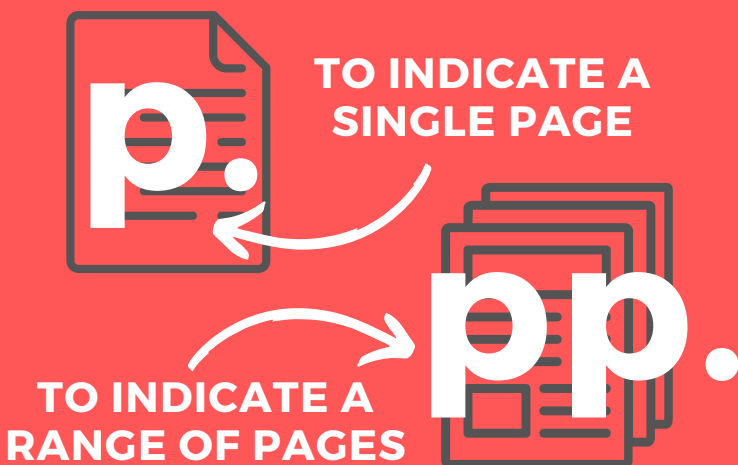 p.
TO INDICATE A
SINGLE PAGE
pp.
TO INDICATE A
RANGE OF PAGES